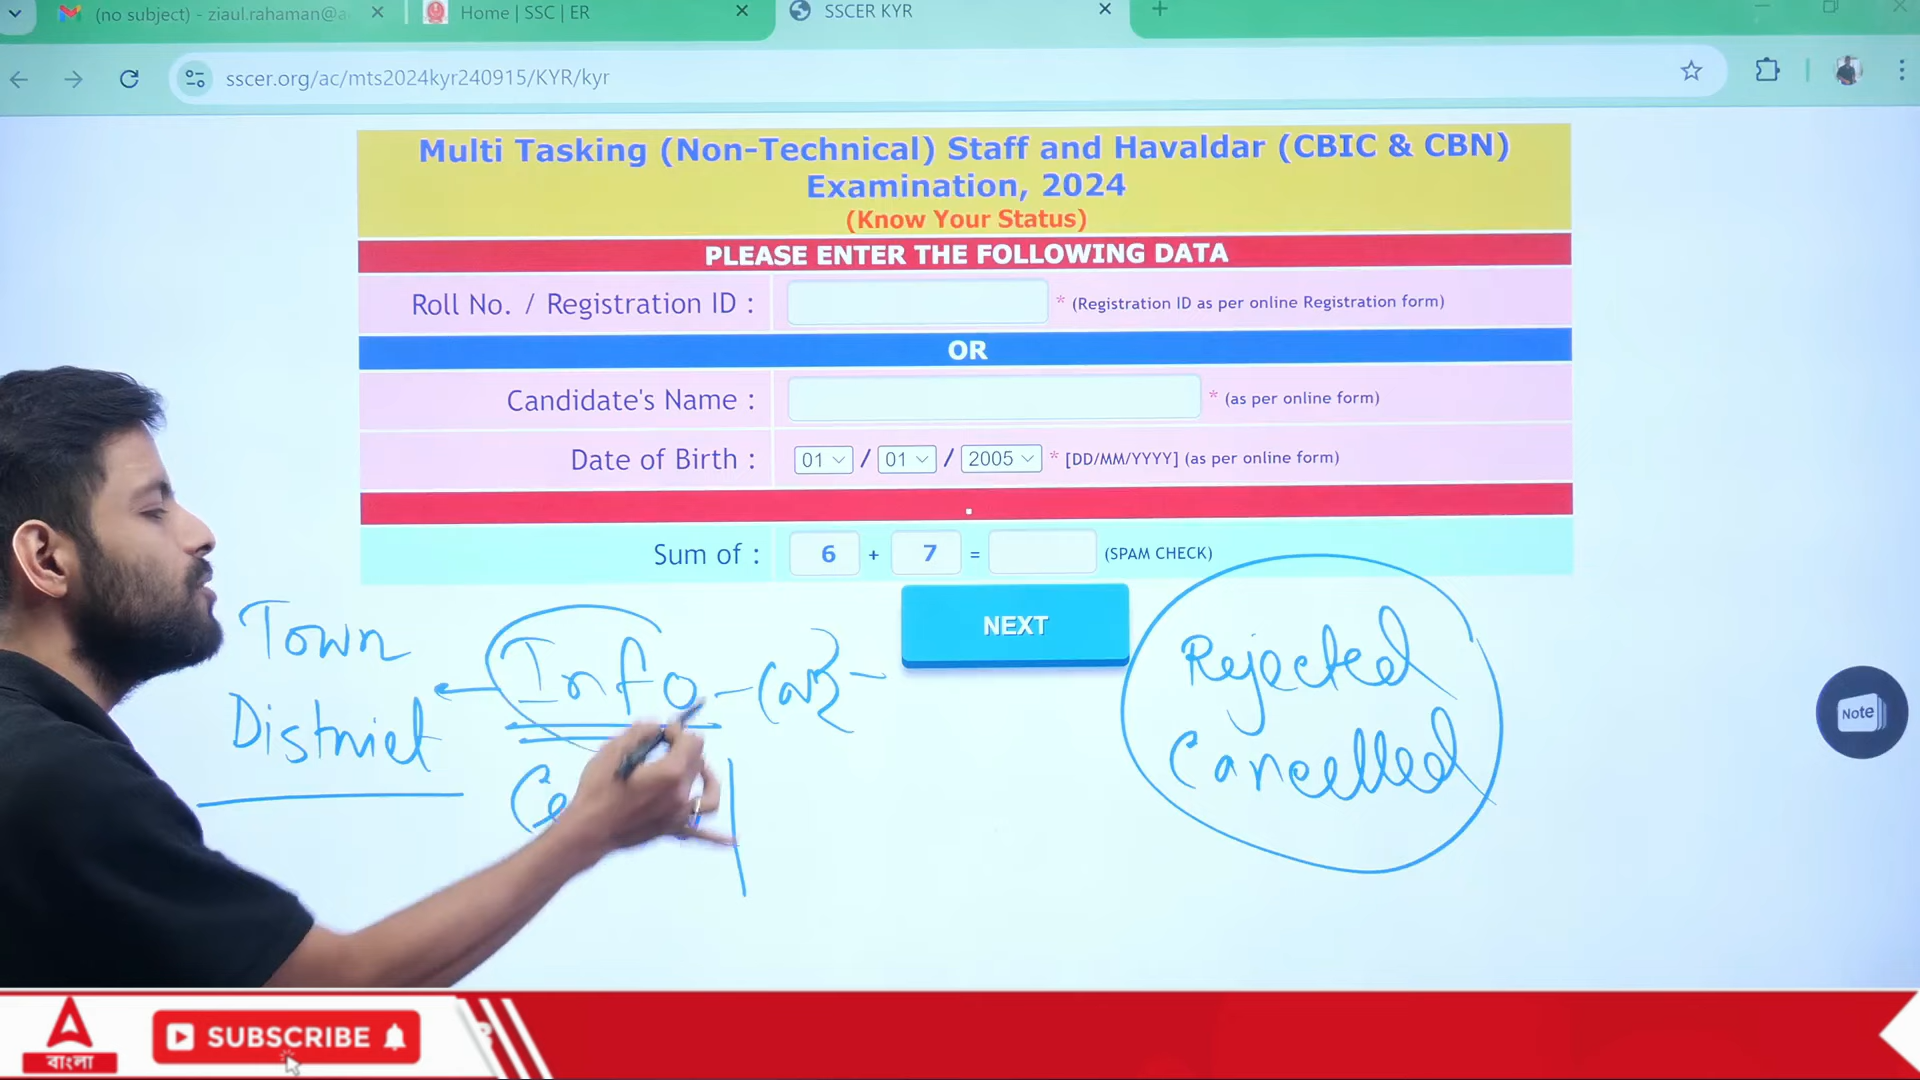 (no subject) - ziaul.rahaman@a
Home | SSC | ER
SSCER KYR
sscer.org/ac/mts2024kyr240915/KYR/kyr
Multi Tasking (Non-Technical) Staff and Havaldar (CBIC & CBN)
Examination, 2024
(Know Your Status)
PLEASE ENTER THE FOLLOWING DATA
Roll No. / Registration ID : * (Registration ID as per online Registration form)
OR
Candidate's Name : * (as per online form)
Date of Birth : 01 / 01 / 2005 * [DD/MM/YYYY] (as per online form)
.
Sum of : 6 + 7 = (SPAM CHECK)
NEXT
Town
District
Info
Rejected
Cancelled
Note
বাংলা
SUBSCRIBE